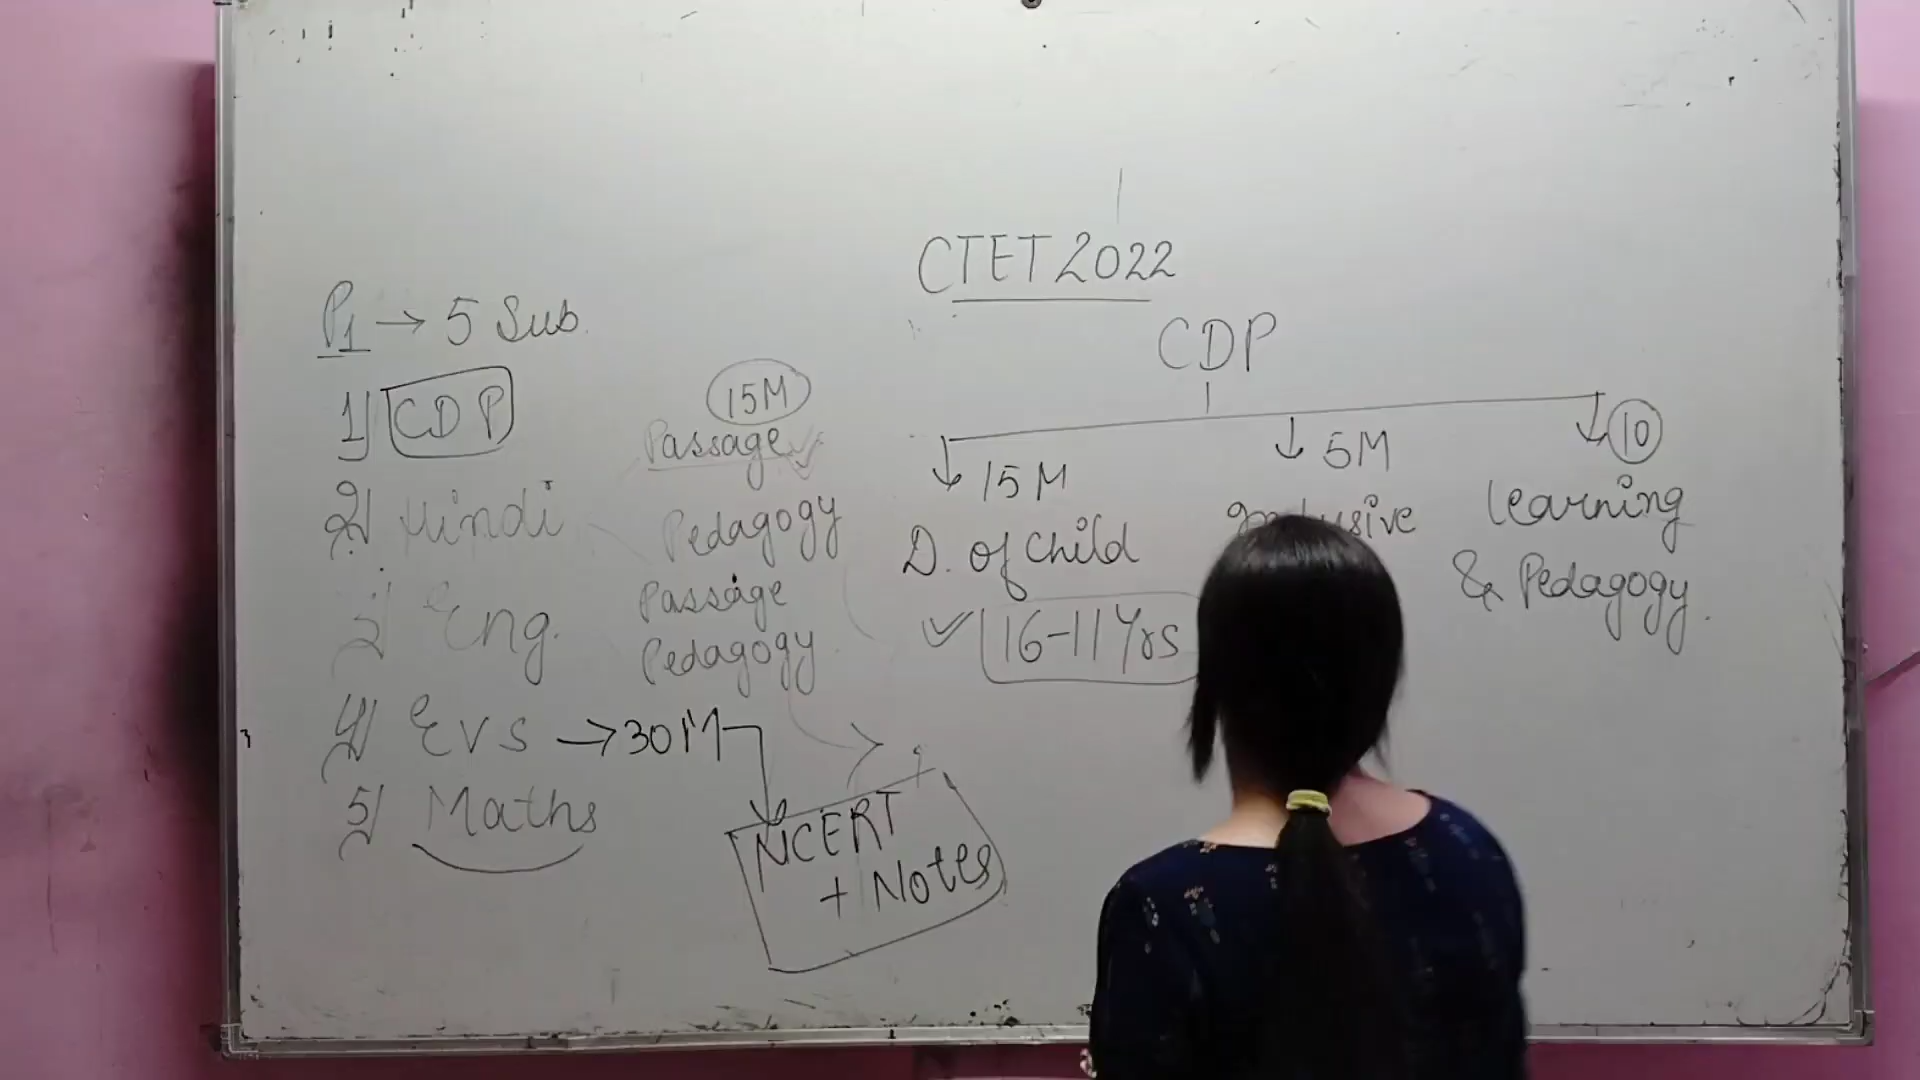 CTET 2022
P1 → 5 Sub.
1) CDP
2) Hindi
3) Eng.
4) EVS → 30M
5) Maths
15M
Passage
Pedagogy
Passage
Pedagogy
NCERT
+ Notes
CDP
15M
D. of Child
16-11 Yrs
5M
10
Learning
& Pedagogy.